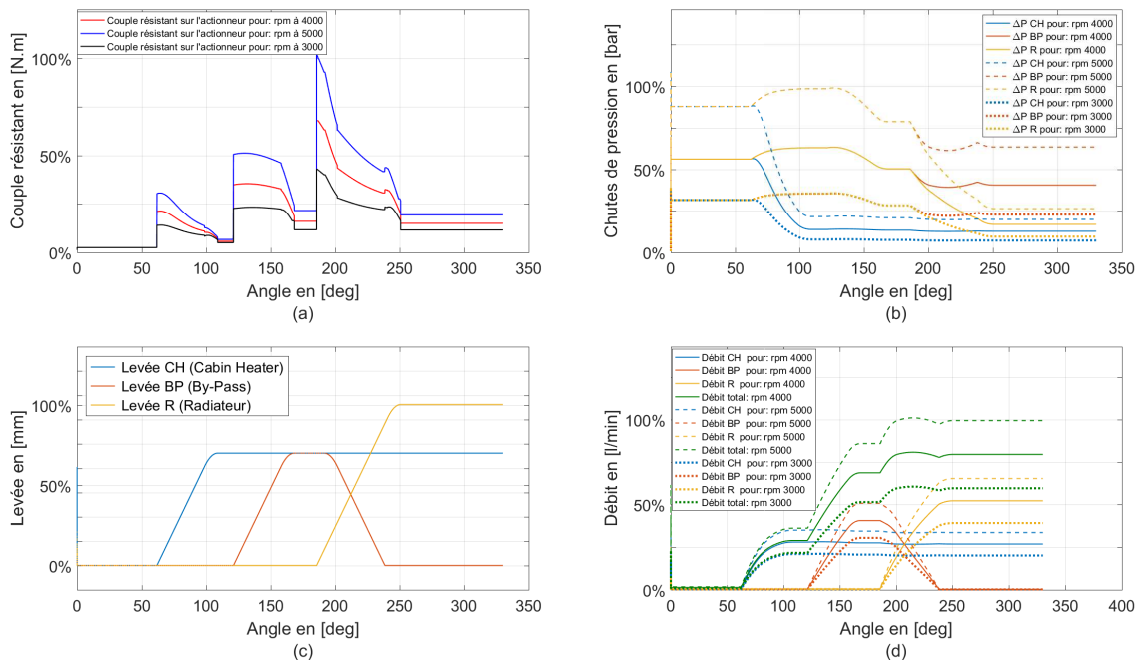 Couple résistant en [N.m]
100%
50%
0%
Couple résistant sur l'actionneur pour: rpm à 4000
Couple résistant sur l'actionneur pour: rpm à 5000
Couple résistant sur l'actionneur pour: rpm à 3000
0 50 100 150 200 250 300 350
Angle en [deg]
(a)
Chutes de pression en [bar]
100%
50%
0%
ΔP CH pour: rpm 4000
ΔP BP pour: rpm 4000
ΔP R pour: rpm 4000
ΔP CH pour: rpm 5000
ΔP BP pour: rpm 5000
ΔP R pour: rpm 5000
ΔP CH pour: rpm 3000
ΔP BP pour: rpm 3000
ΔP R pour: rpm 3000
0 50 100 150 200 250 300 350
Angle en [deg]
(b)
Levée en [mm]
100%
50%
0%
Levée CH (Cabin Heater)
Levée BP (By-Pass)
Levée R (Radiateur)
0 50 100 150 200 250 300 350
Angle en [deg]
(c)
Débit en [l/min]
100%
50%
0%
Débit CH pour: rpm 4000
Débit BP pour: rpm 4000
Débit R pour: rpm 4000
Débit total: rpm 4000
Débit CH pour: rpm 5000
Débit BP pour: rpm 5000
Débit R pour: rpm 5000
Débit total: rpm 5000
Débit CH pour: rpm 3000
Débit BP pour: rpm 3000
Débit R pour: rpm 3000
Débit total: rpm 3000
0 50 100 150 200 250 300 350 400
Angle en [deg]
(d)